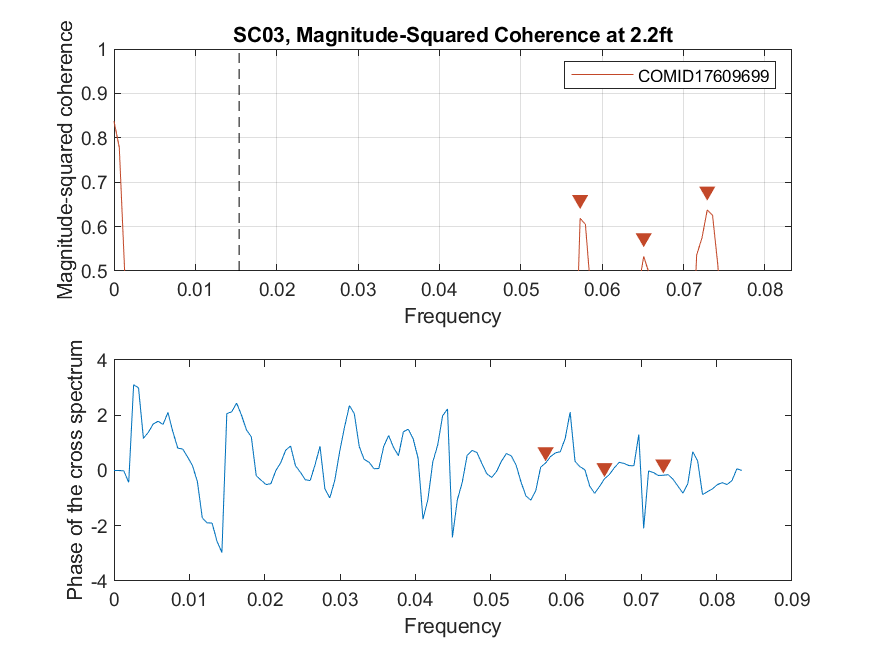 SC03, Magnitude-Squared Coherence at 2.2ft
Magnitude-squared coherence
1
0.9
0.8
0.7
0.6
0.5
COMID17609699
0 0.01 0.02 0.03 0.04 0.05 0.06 0.07 0.08
Frequency
Phase of the cross spectrum
4
2
0
-2
-4
0 0.01 0.02 0.03 0.04 0.05 0.06 0.07 0.08 0.09
Frequency